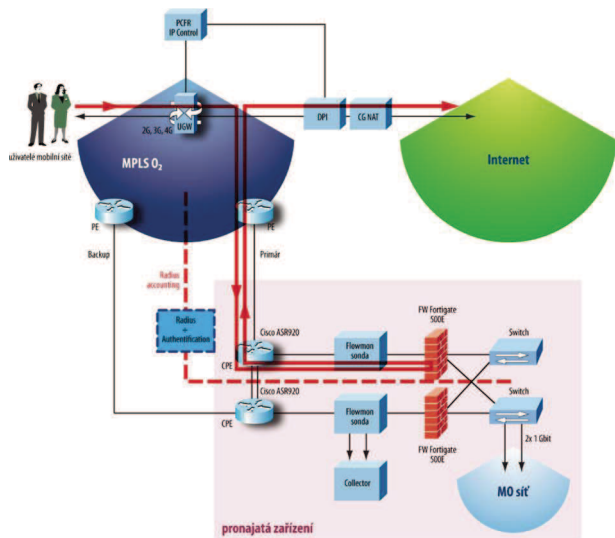 PCFR
IP Control
2G, 3G, 4G
UGW
DPI
CG NAT
uživatelé mobilní sítě
MPLS O₂
Internet
PE
PE
Backup
Primár
Radius
accounting
Radius
+
Authentification
Cisco ASR920
CPE
Flowmon
sonda
FW Fortigate
500E
Switch
Cisco ASR920
CPE
Flowmon
sonda
FW Fortigate
500E
Switch
2x 1 Gbit
Collector
MO síť
pronajatá zařízení